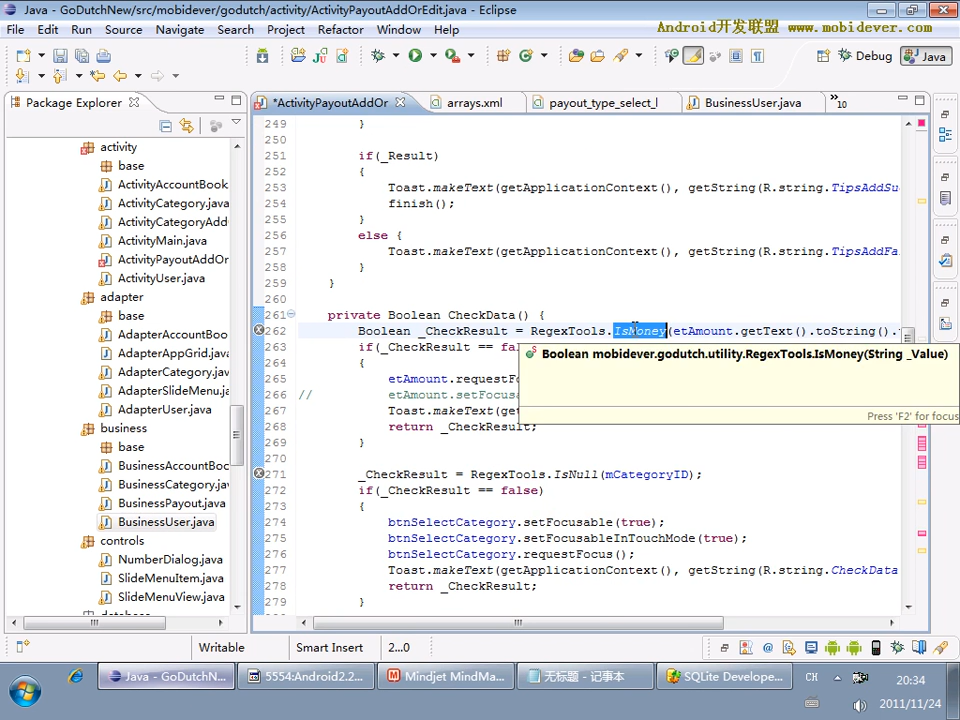 Java - GoDutchNew/src/mobidever/godutch/activity/ActivityPayoutAddOrEdit.java - Eclipse
File Edit Source Navigate Search Project Refactor Run Window Help
Android开发联盟 www.mobidever.com
Debug Java
Package Explorer
*ActivityPayoutAddOr arrays.xml payout_type_select_l BusinessUser.java »10
activity
base
ActivityAccountBook
ActivityCategory.java
ActivityCategoryAdd
ActivityMain.java
ActivityPayoutAddOr
ActivityUser.java
adapter
AdapterAccountBook
AdapterAppGrid.java
AdapterCategory.java
AdapterSlideMenu.j
AdapterUser.java
business
base
BusinessAccountBoo
BusinessCategory.jav
BusinessPayout.java
BusinessUser.java
controls
NumberDialog.java
SlideMenuItem.java
SlideMenuView.java
249 }
250
251 if(_Result)
252 {
253 Toast.makeText(getApplicationContext(), getString(R.string.TipsAddSu
254 finish();
255 }
256 else {
257 Toast.makeText(getApplicationContext(), getString(R.string.TipsAddFa
258 }
259 }
260
261 private Boolean CheckData() {
262 Boolean _CheckResult = RegexTools.IsMoney(etAmount.getText().toString().
263 if(_CheckResult == fal
264 {
265 etAmount.requestFo
266 // etAmount.setFocusa
267 Toast.makeText(get
268 return _CheckResult;
269 }
270
271 _CheckResult = RegexTools.IsNull(mCategoryID);
272 if(_CheckResult == false)
273 {
274 btnSelectCategory.setFocusable(true);
275 btnSelectCategory.setFocusableInTouchMode(true);
276 btnSelectCategory.requestFocus();
277 Toast.makeText(getApplicationContext(), getString(R.string.CheckData
278 return _CheckResult;
279 }
Boolean mobidever.godutch.utility.RegexTools.IsMoney(String _Value)
Press 'F2' for focus
Writable Smart Insert 2...0
Java - GoDutchN... 5554:Android2.2... Mindjet MindMa... 无标题 - 记事本 SQLite Develope... CH 20:34
2011/11/24